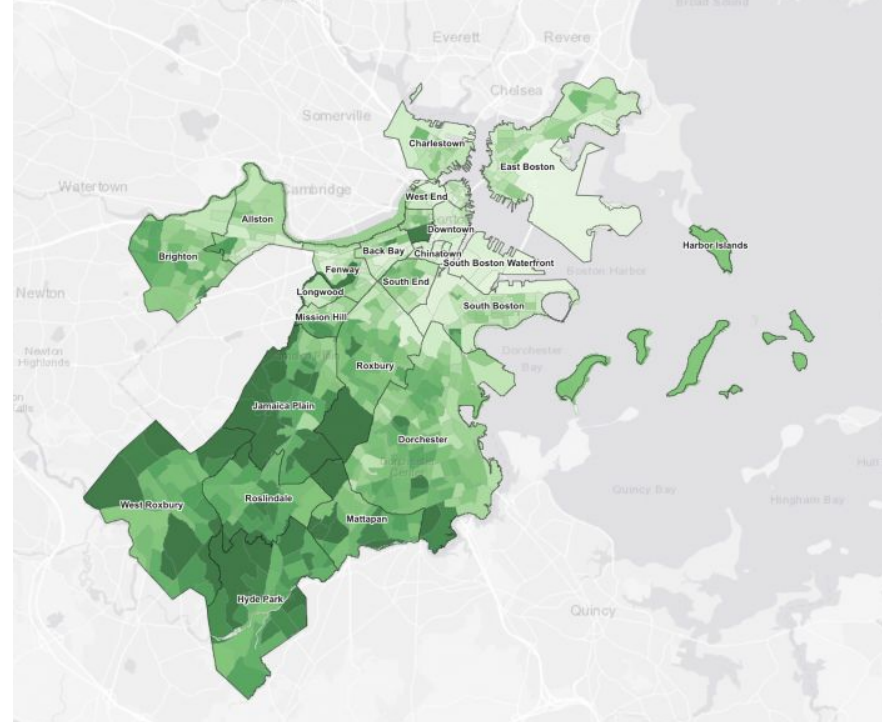 Everett
Revere
Chelsea
Somerville
Charlestown
East Boston
Watertown
Cambridge
West End
Allston
Downtown
Harbor Islands
Brighton
Back Bay
Chinatown
South Boston Waterfront
Fenway
Boston Harbor
South End
Newton
Longwood
South Boston
Mission Hill
Newton
Highlands
Dorchester
Bay
Roxbury
Jamaica Plain
Dorchester
Roslindale
West Roxbury
Quincy Bay
Hingham Bay
Mattapan
Hyde Park
Quincy